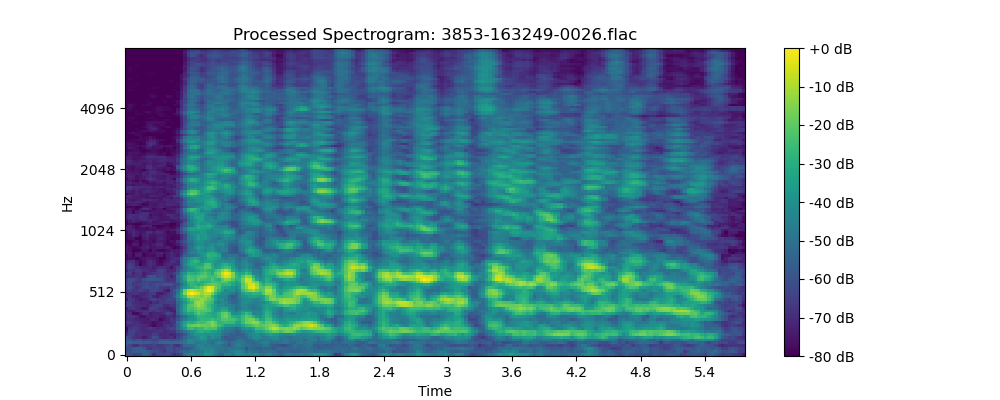 Processed Spectrogram: 3853-163249-0026.flac
Hz
4096
2048
1024
512
0
0 0.6 1.2 1.8 2.4 3 3.6 4.2 4.8 5.4
Time
+0 dB
-10 dB
-20 dB
-30 dB
-40 dB
-50 dB
-60 dB
-70 dB
-80 dB